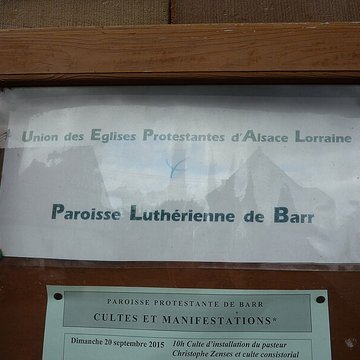 Union des Eglises Protestantes d'Alsace Lorraine
Paroisse Luthérienne de Barr
PAROISSE PROTESTANTE DE BARR
CULTES ET MANIFESTATIONS*
Dimanche 20 septembre 2015 10h Culte d'installation du pasteur
Christophe Zenses et culte consistorial